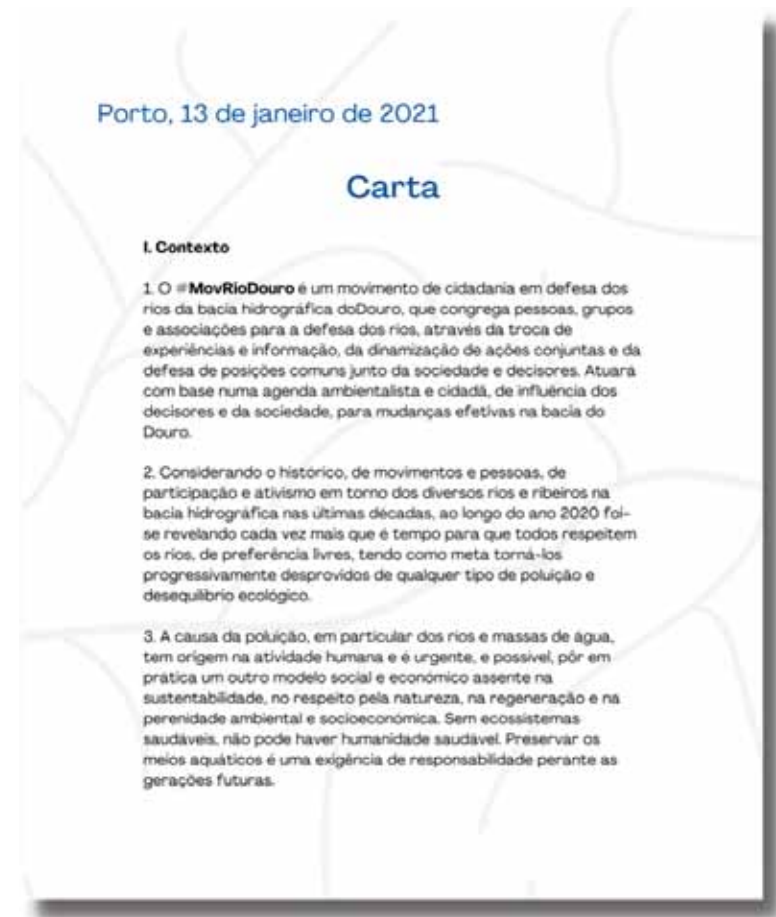 Porto, 13 de janeiro de 2021
Carta
I. Contexto
1. O #MovRioDouro é um movimento de cidadania em defesa dos
rios da bacia hidrográfica doDouro, que congrega pessoas, grupos
e associações para a defesa dos rios, através da troca de
experiências e informação, da dinamização de ações conjuntas e da
defesa de posições comuns junto da sociedade e decisores. Atuará
com base numa agenda ambientalista e cidadã, de influência dos
decisores e da sociedade, para mudanças efetivas na bacia do
Douro.
2. Considerando o histórico, de movimentos e pessoas, de
participação e ativismo em torno dos diversos rios e ribeiros na
bacia hidrográfica nas últimas décadas, ao longo do ano 2020 foi-
se revelando cada vez mais que é tempo para que todos respeitem
os rios, de preferência livres, tendo como meta torná-los
progressivamente desprovidos de qualquer tipo de poluição e
desequilíbrio ecológico.
3. A causa da poluição, em particular dos rios e massas de água,
tem origem na atividade humana e é urgente, e possível, pôr em
prática um outro modelo social e económico assente na
sustentabilidade, no respeito pela natureza, na regeneração e na
perenidade ambiental e socioeconómica. Sem ecossistemas
saudáveis, não pode haver humanidade saudável. Preservar os
meios aquáticos é uma exigência de responsabilidade perante as
gerações futuras.